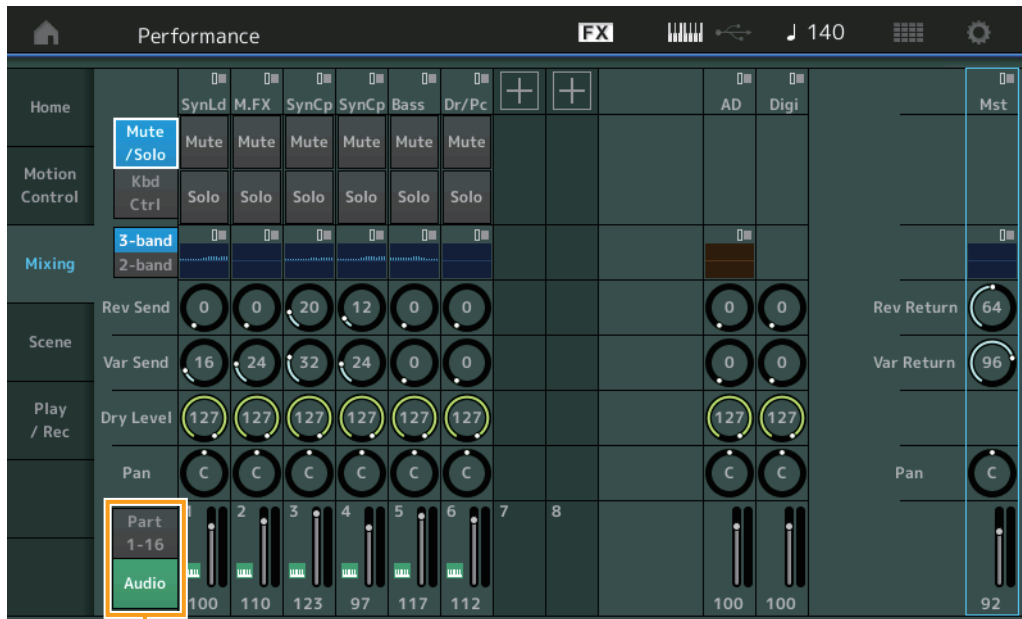 Performance FX 140
SynLd M.FX SynCp SynCp Bass Dr/Pc AD Digi Mst
Home
Mute
/Solo
Mute Mute Mute Mute Mute Mute
Motion
Control
Kbd
Ctrl
Solo Solo Solo Solo Solo Solo
3-band
2-band
Mixing
Rev Send 0 0 20 12 0 0 0 0 Rev Return 64
Scene
Var Send 16 24 32 24 0 0 0 0 Var Return 96
Play
/ Rec
Dry Level 127 127 127 127 127 127 127 127
Pan C C C C C C C C Pan C
Part
1-16
1 2 3 4 5 6 7 8
Audio
100 110 123 97 117 112 100 100 92